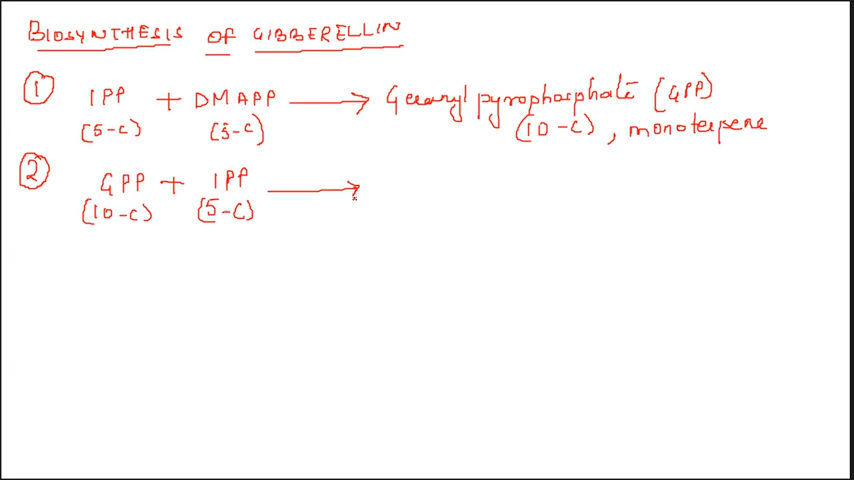 BIOSYNTHESIS OF GIBBERELLIN
① IPP + DMAPP ⟶ Geranyl pyrophosphate (GPP)
(5-C) (5-C) (10-C), monoterpene
② GPP + IPP ⟶
(10-C) (5-C)